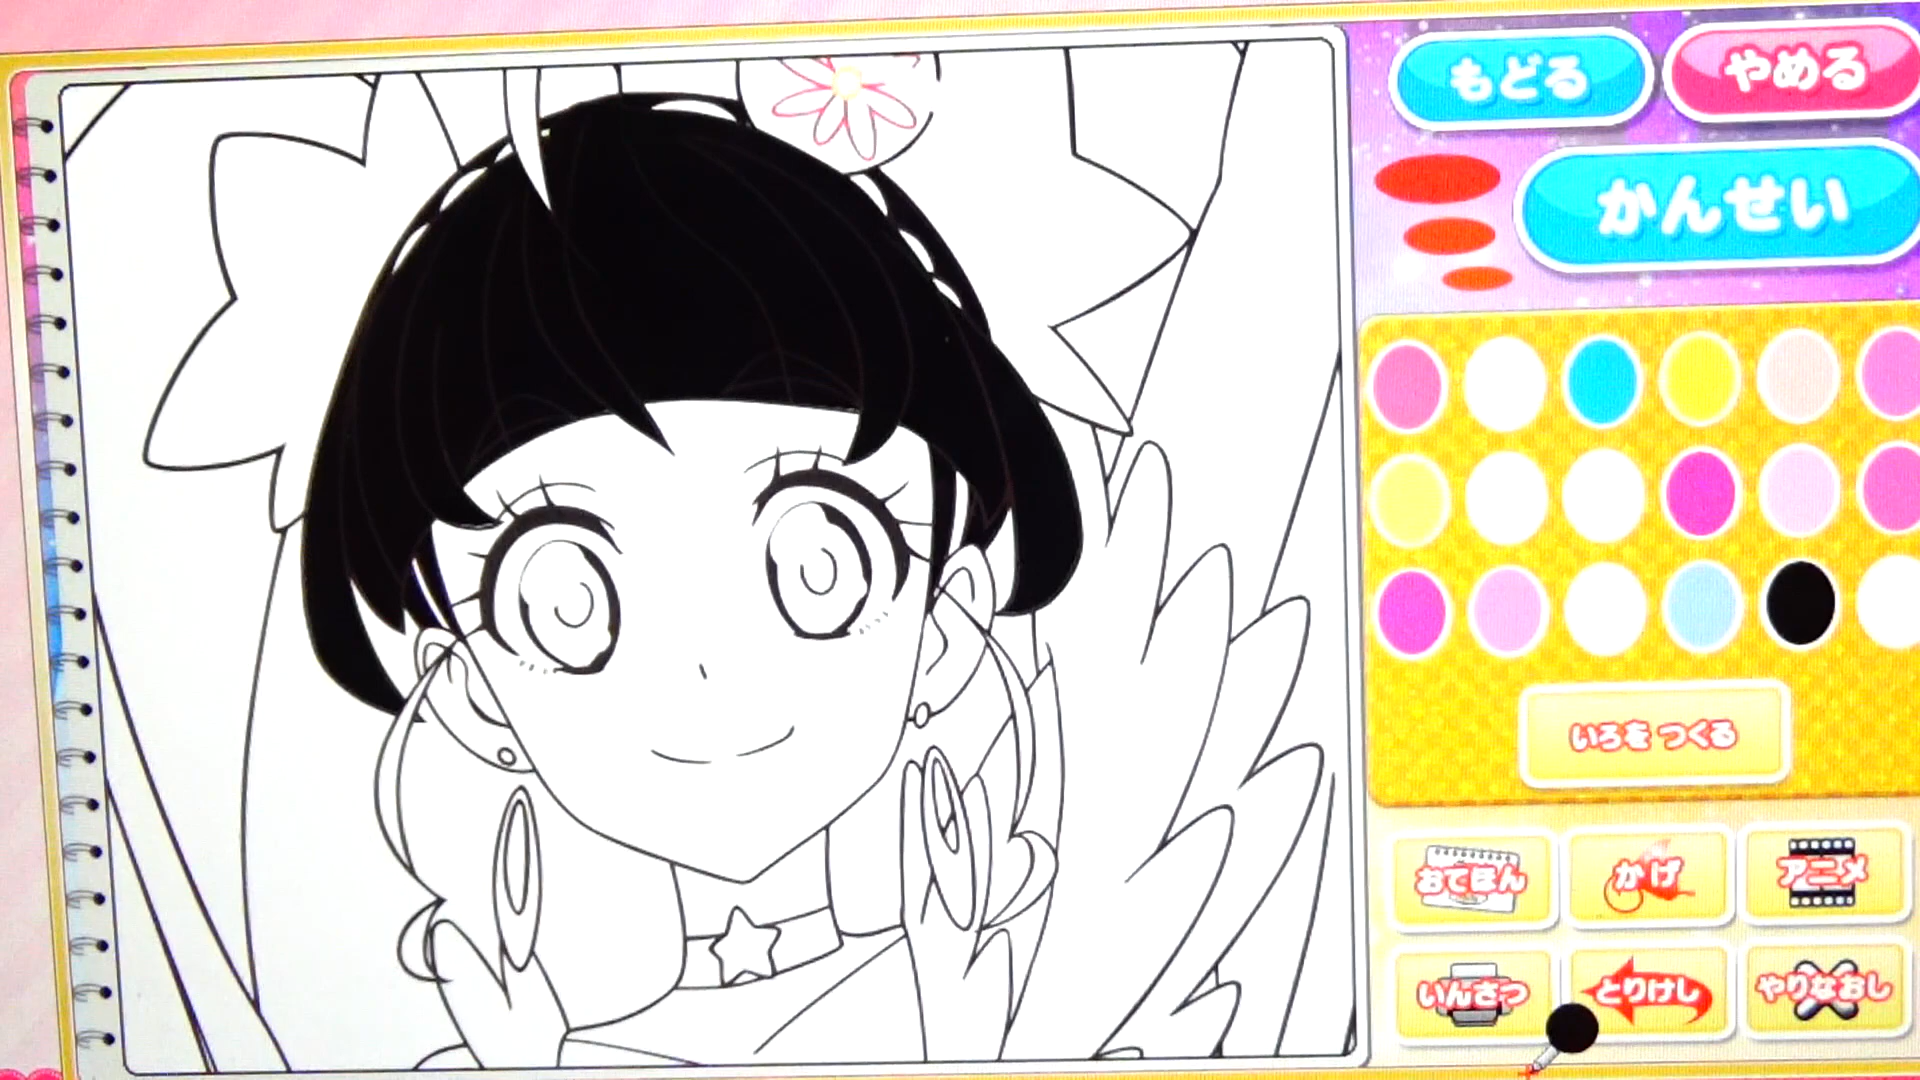 もどる
やめる
かんせい
いろを つくる
おてほん
かげ
アニメ
いんさつ
とりけし
やりなおし